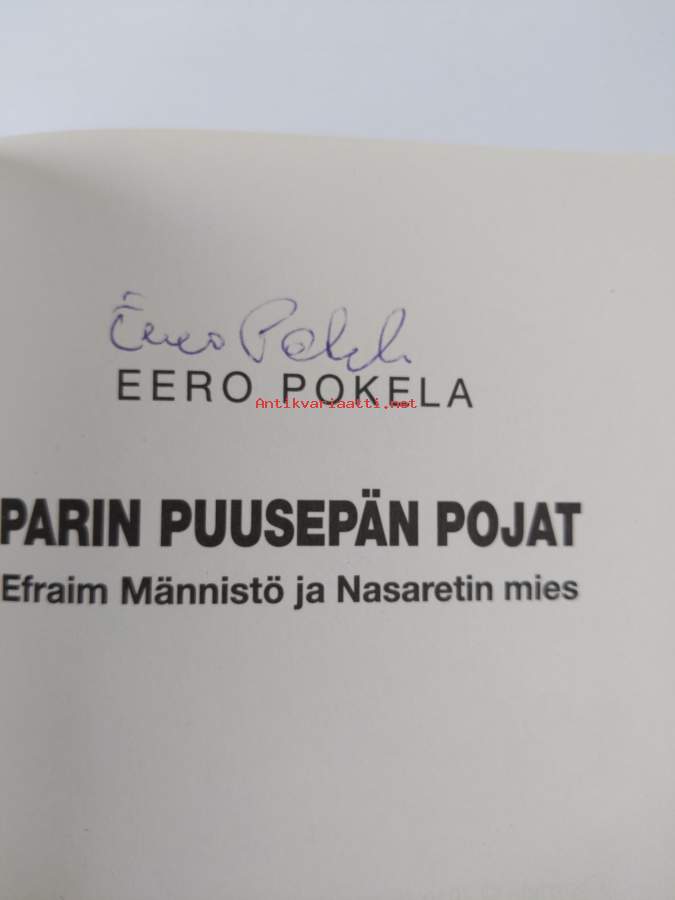 Eero Pokela
EERO POKELA
Antikvariaatti.net
PARIN PUUSEPÄN POJAT
Efraim Männistö ja Nasaretin mies